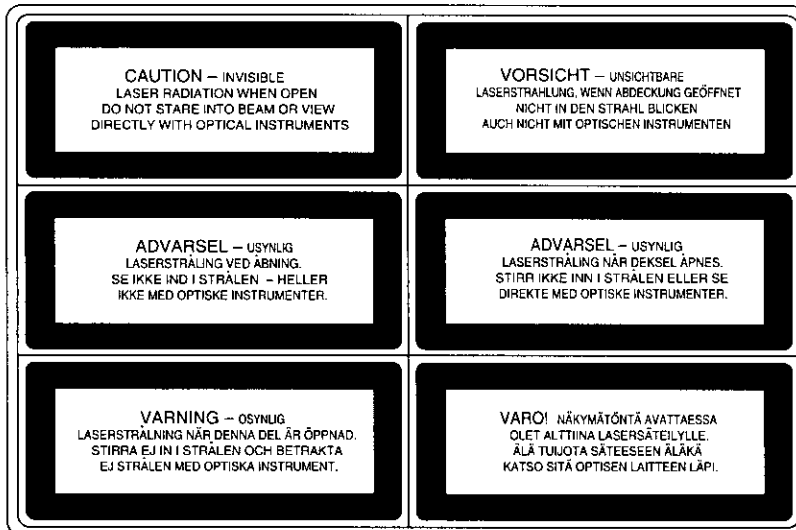 CAUTION – INVISIBLE
LASER RADIATION WHEN OPEN
DO NOT STARE INTO BEAM OR VIEW
DIRECTLY WITH OPTICAL INSTRUMENTS
VORSICHT – UNSICHTBARE
LASERSTRAHLUNG, WENN ABDECKUNG GEÖFFNET
NICHT IN DEN STRAHL BLICKEN
AUCH NICHT MIT OPTISCHEN INSTRUMENTEN
ADVARSEL – USYNLIG
LASERSTRÅLING VED ÅBNING.
SE IKKE IND I STRÅLEN – HELLER
IKKE MED OPTISKE INSTRUMENTER.
ADVARSEL – USYNLIG
LASERSTRÅLING NÅR DEKSEL ÅPNES.
STIRR IKKE INN I STRÅLEN ELLER SE
DIREKTE MED OPTISKE INSTRUMENTER.
VARNING – OSYNLIG
LASERSTRÅLNING NÄR DENNA DEL ÄR ÖPPNAD.
STIRRA EJ IN I STRÅLEN OCH BETRAKTA
EJ STRÅLEN MED OPTISKA INSTRUMENT.
VARO! NÄKYMÄTÖNTÄ AVATTAESSA
OLET ALTTIINA LASERSÄTEILYLLE.
ÄLÄ TUIJOTA SÄTEESEEN ÄLÄKÄ
KATSO SITÄ OPTISEN LAITTEEN LÄPI.